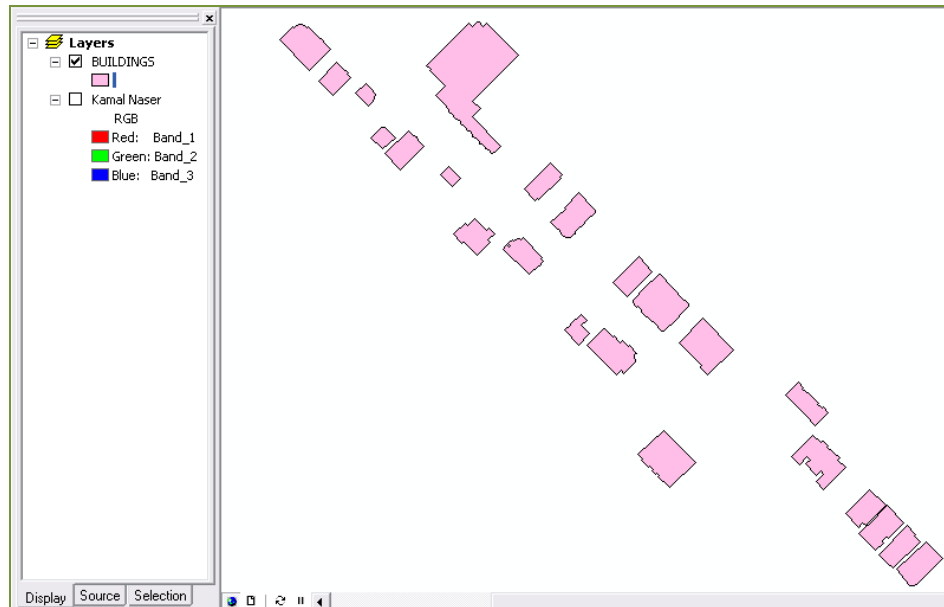 Layers
BUILDINGS
Kamal Naser
RGB
Red: Band_1
Green: Band_2
Blue: Band_3
Display Source Selection